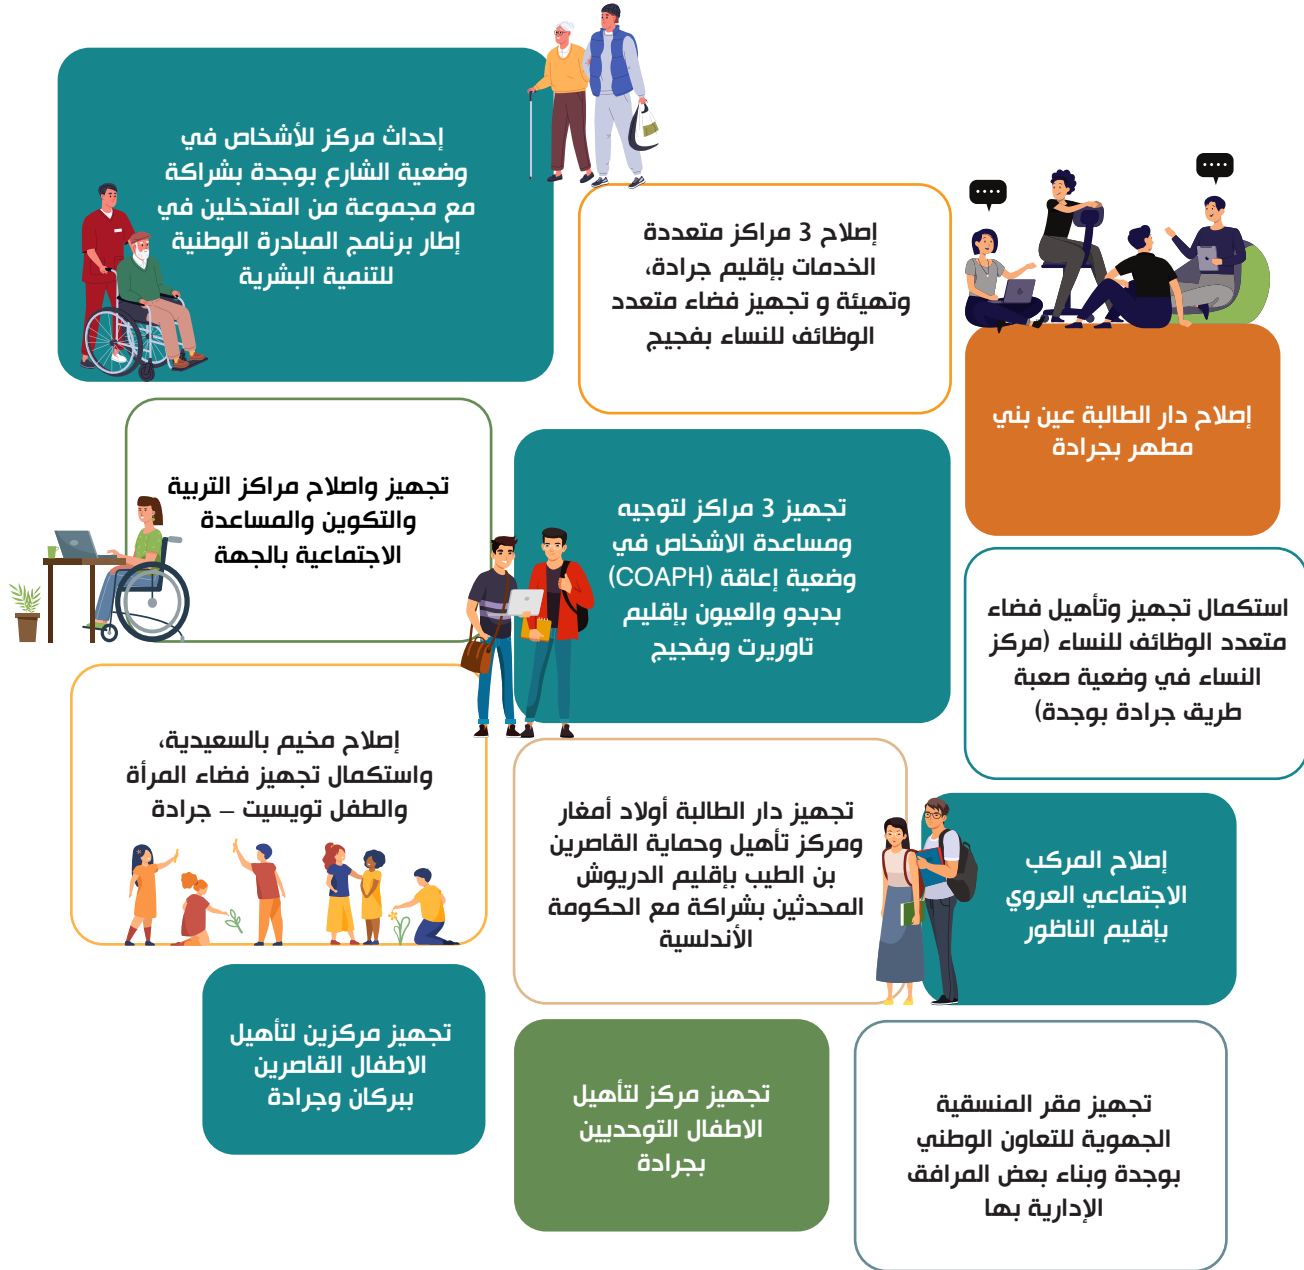 إحداث مركز للأشخاص في
وضعية الشارع بوجدة بشراكة
مع مجموعة من المتدخلين في
إطار برنامج المبادرة الوطنية
للتنمية البشرية
إصلاح 3 مراكز متعددة
الخدمات بإقليم جرادة،
وتهيئة و تجهيز فضاء متعدد
الوظائف للنساء بفجيج
إصلاح دار الطالبة عين بني
مطهر بجرادة
تجهيز واصلاح مراكز التربية
والتكوين والمساعدة
الاجتماعية بالجهة
تجهيز 3 مراكز لتوجيه
ومساعدة الاشخاص في
وضعية إعاقة (COAPH)
بدبدو والعيون بإقليم
تاوريرت وبفجيج
استكمال تجهيز وتأهيل فضاء
متعدد الوظائف للنساء (مركز
النساء في وضعية صعبة
طريق جرادة بوجدة)
إصلاح مخيم بالسعيدية،
واستكمال تجهيز فضاء المرأة
والطفل تويسيت – جرادة
تجهيز دار الطالبة أولاد أمغار
ومركز تأهيل وحماية القاصرين
بن الطيب بإقليم الدريوش
المحدثين بشراكة مع الحكومة
الأندلسية
إصلاح المركب
الاجتماعي العروي
بإقليم الناظور
تجهيز مركزين لتأهيل
الاطفال القاصرين
ببركان وجرادة
تجهيز مركز لتأهيل
الاطفال التوحديين
بجرادة
تجهيز مقر المنسقية
الجهوية للتعاون الوطني
بوجدة وبناء بعض المرافق
الإدارية بها